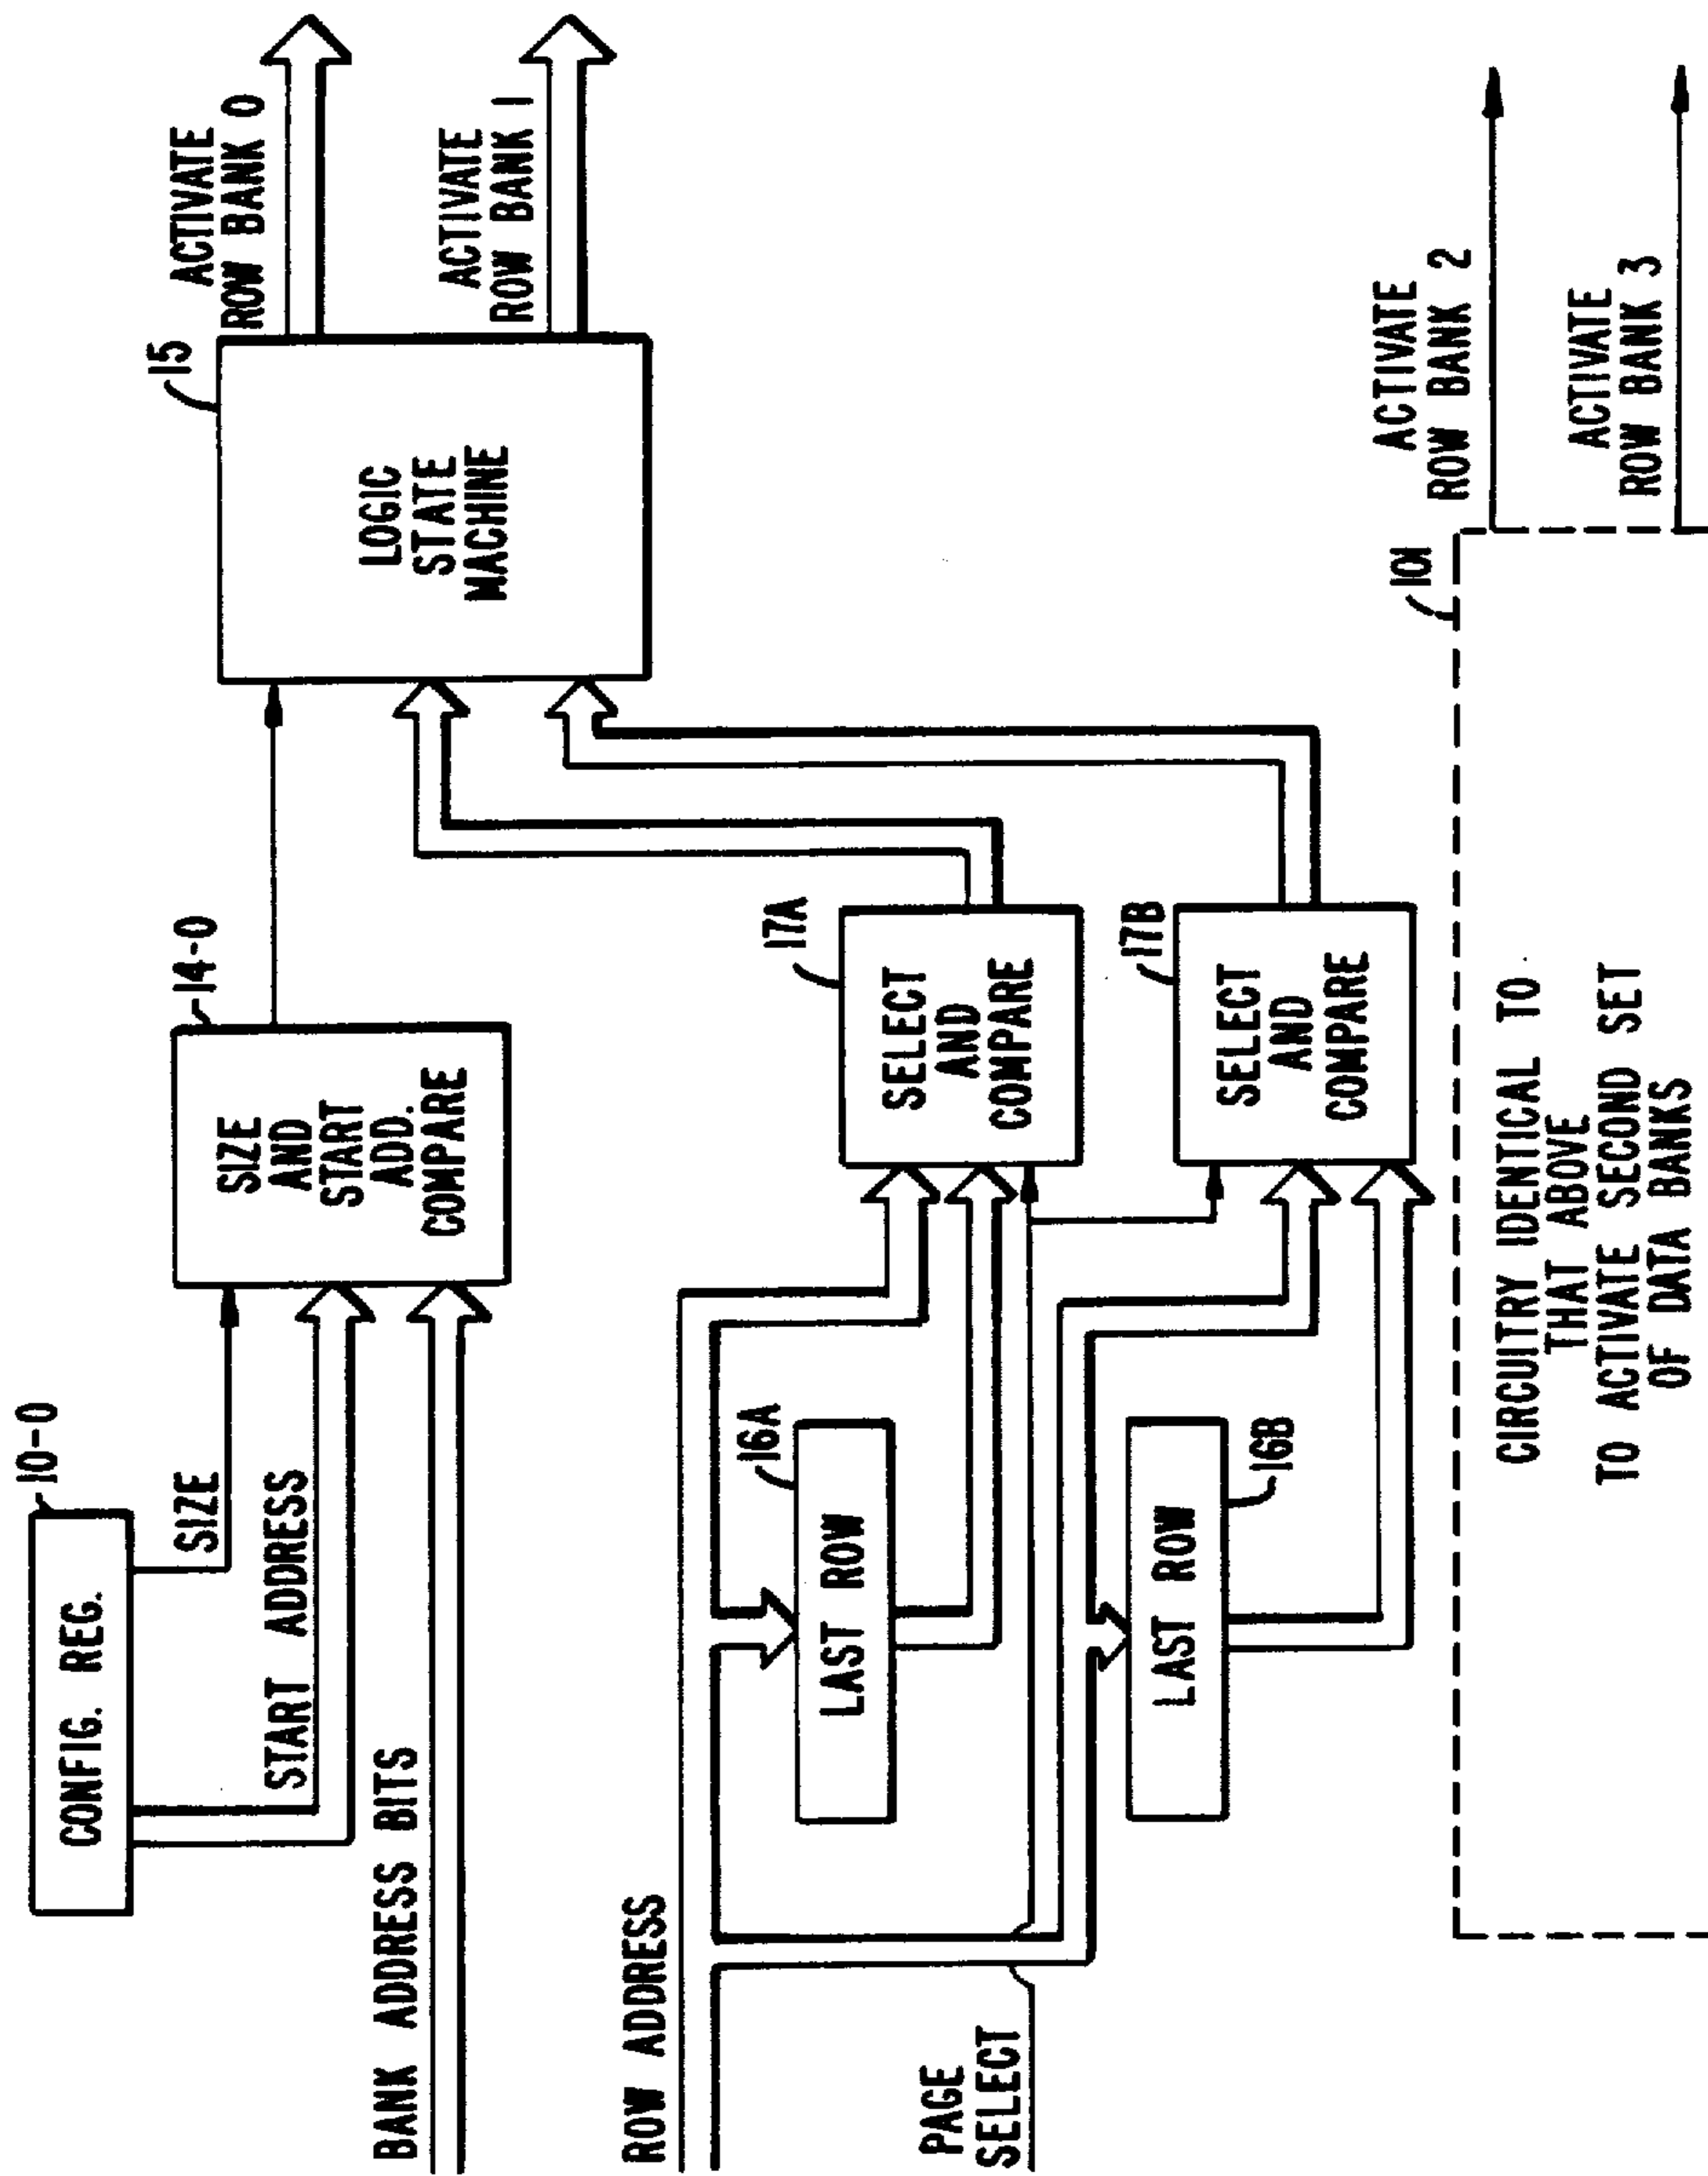 10-0
CONFIG. REG.
SIZE
START ADDRESS
BANK ADDRESS BITS
14-0
SIZE
AND
START
ADD.
COMPARE
15
LOGIC
STATE
MACHINE
ACTIVATE
ROW BANK 0
ACTIVATE
ROW BANK 1
ROW ADDRESS
16A
LAST ROW
17A
SELECT
AND
COMPARE
PAGE
SELECT
LAST ROW
16B
17B
SELECT
AND
COMPARE
101
CIRCUITRY IDENTICAL TO
THAT ABOVE
TO ACTIVATE SECOND SET
OF DATA BANKS
ACTIVATE
ROW BANK 2
ACTIVATE
ROW BANK 3